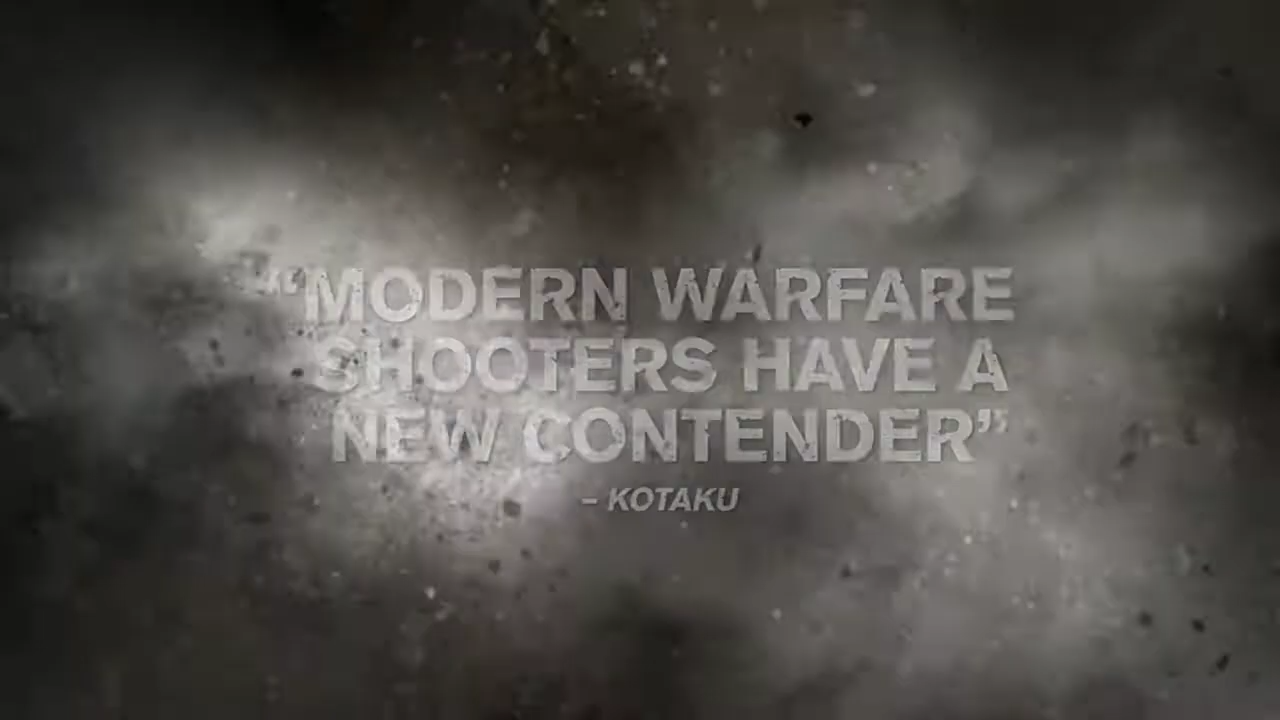 “MODERN WARFARE
SHOOTERS HAVE A
NEW CONTENDER”
– KOTAKU